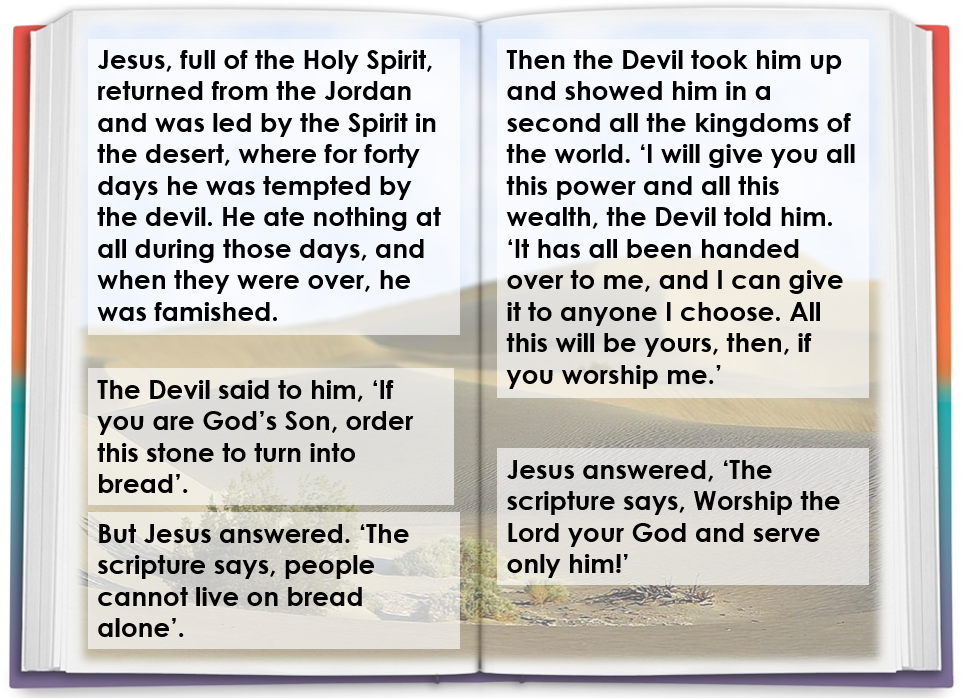 Jesus, full of the Holy Spirit,
returned from the Jordan
and was led by the Spirit in
the desert, where for forty
days he was tempted by
the devil. He ate nothing at
all during those days, and
when they were over, he
was famished.
The Devil said to him, ‘If
you are God’s Son, order
this stone to turn into
bread’.
But Jesus answered. ‘The
scripture says, people
cannot live on bread
alone’.
Then the Devil took him up
and showed him in a
second all the kingdoms of
the world. ‘I will give you all
this power and all this
wealth, the Devil told him.
‘It has all been handed
over to me, and I can give
it to anyone I choose. All
this will be yours, then, if
you worship me.’
Jesus answered, ‘The
scripture says, Worship the
Lord your God and serve
only him!’